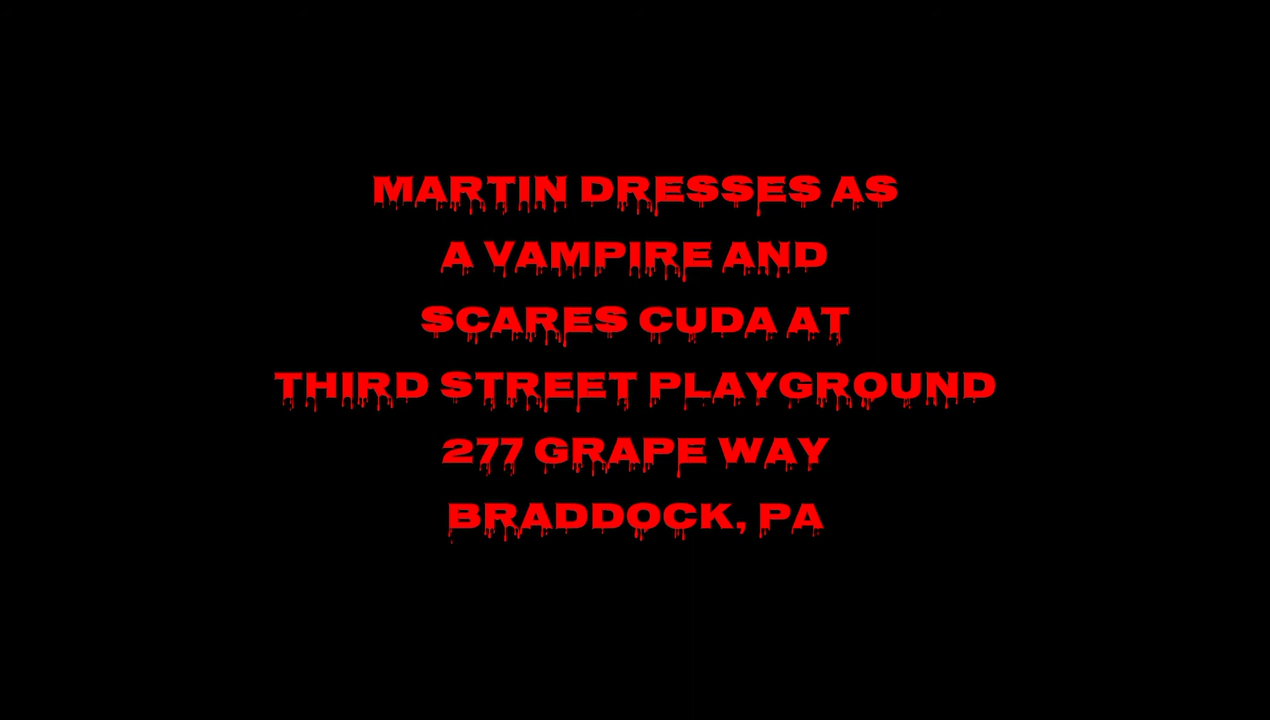 MARTIN DRESSES AS
A VAMPIRE AND
SCARES CUDA AT
THIRD STREET PLAYGROUND
277 GRAPE WAY
BRADDOCK, PA